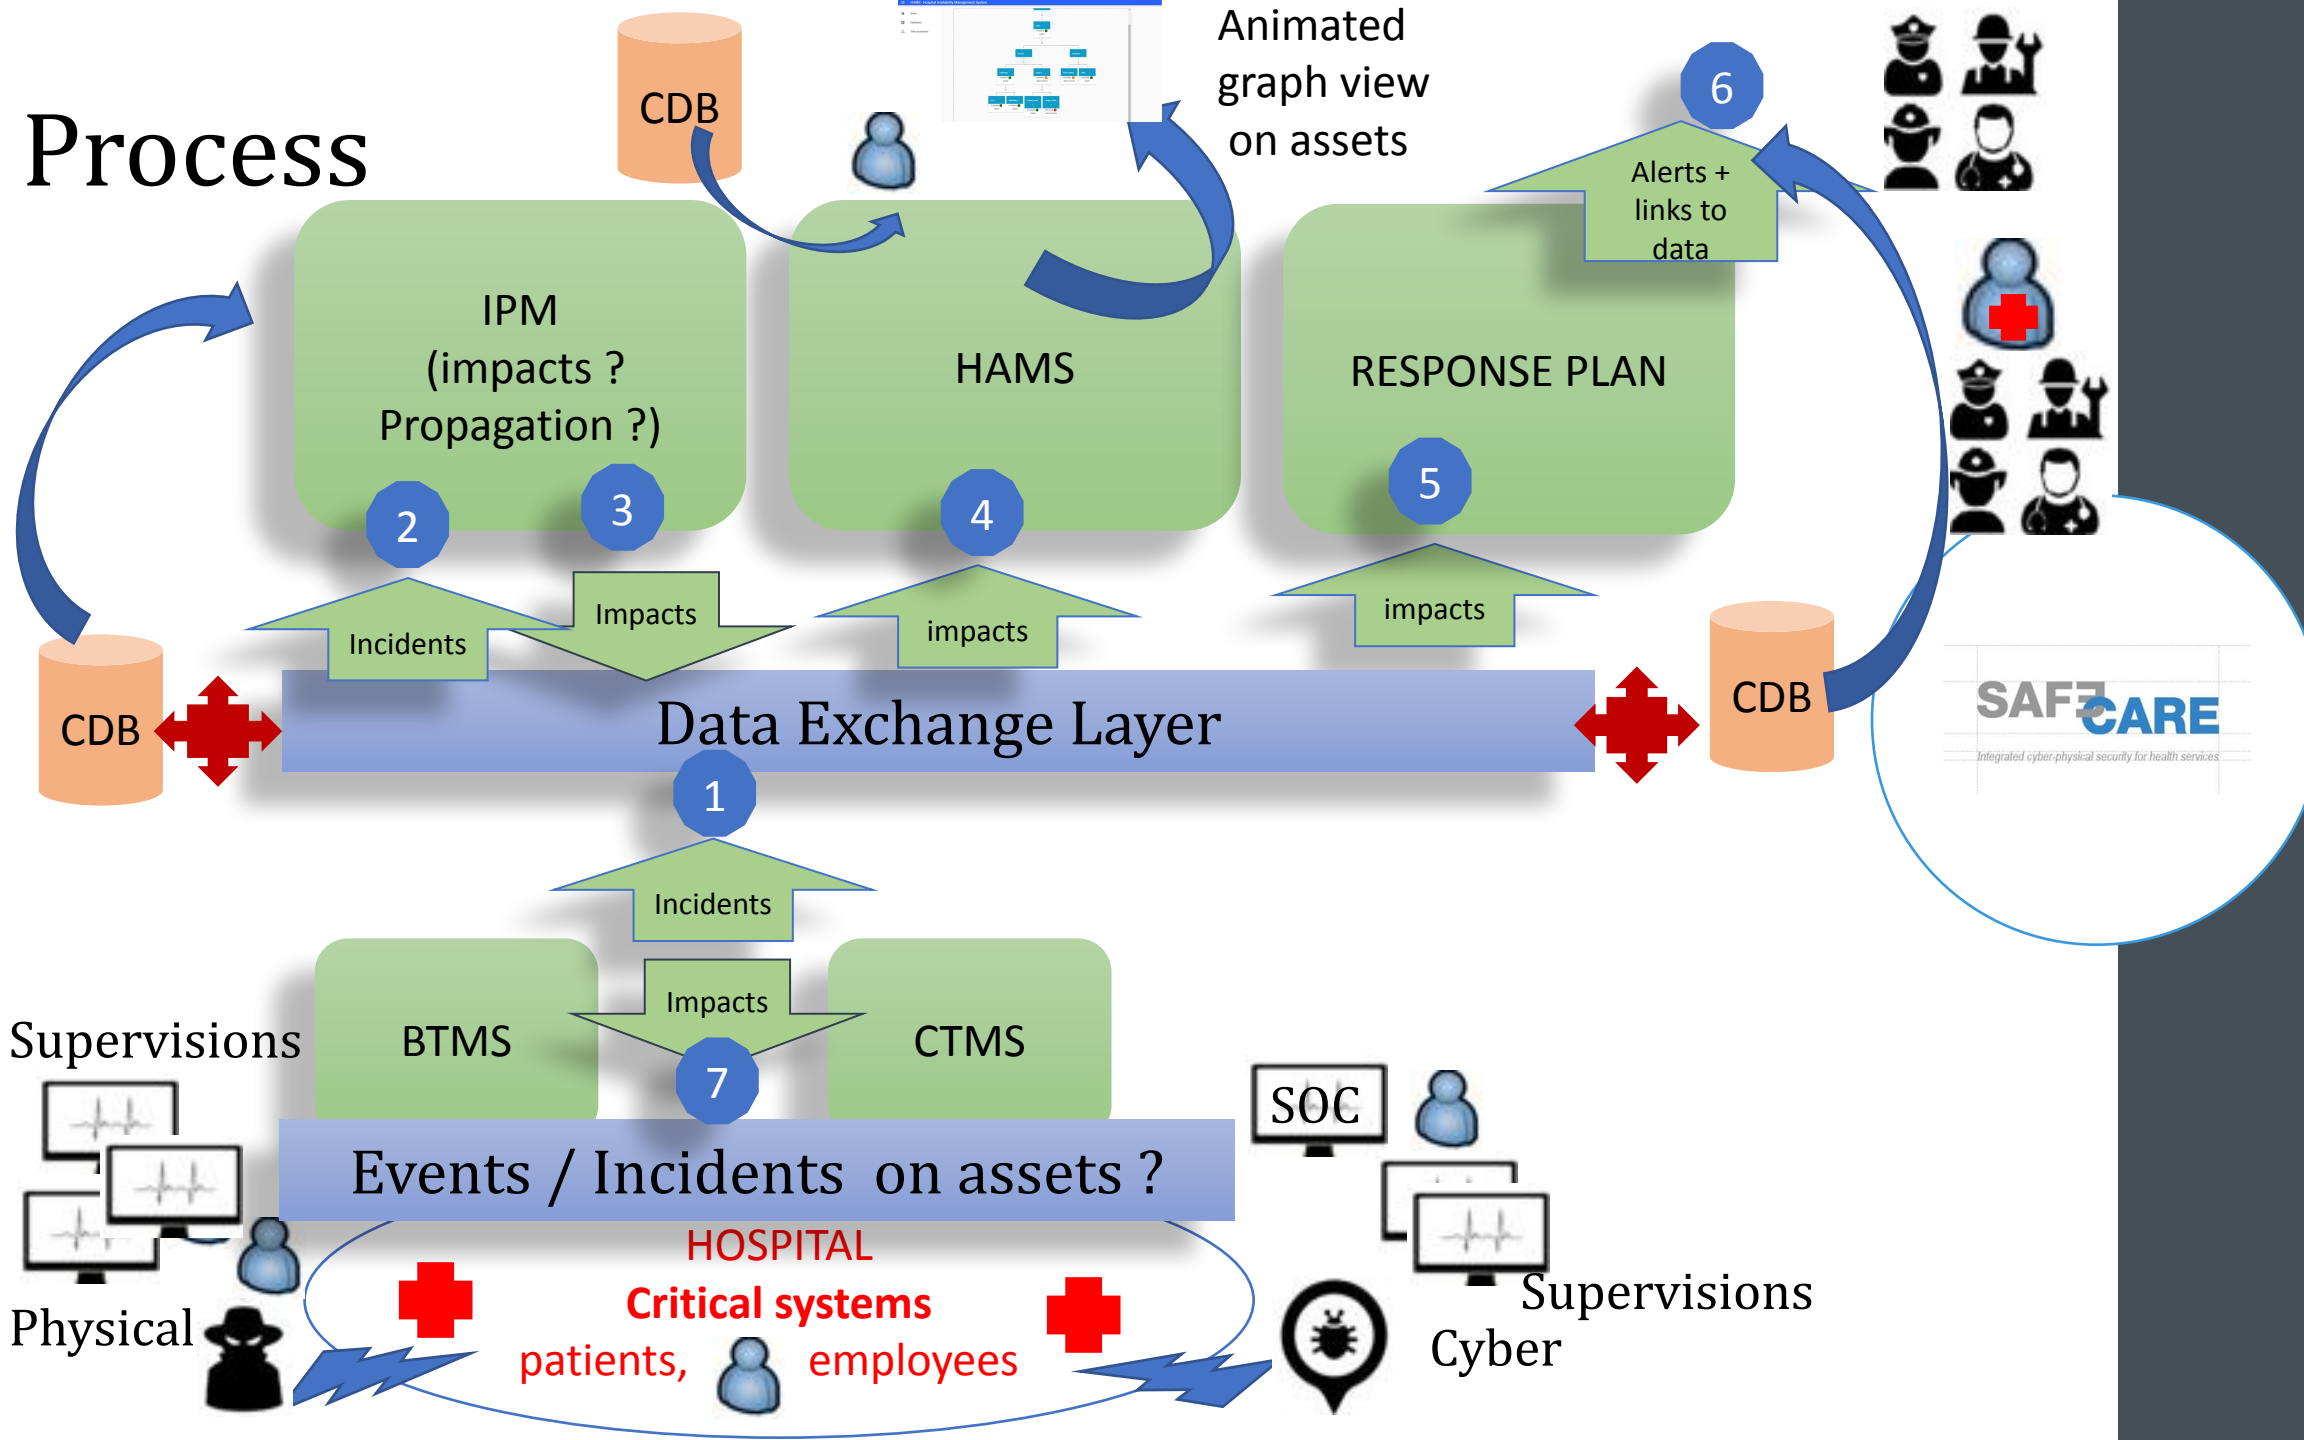 Process
CDB
Animated
graph view
on assets
6
Alerts +
links to
data
IPM
(impacts ?
Propagation ?)
HAMS
RESPONSE PLAN
2
3
4
5
Incidents
Impacts
impacts
impacts
CDB
Data Exchange Layer
CDB
SAFECARE
Integrated cyber-physical security for health services
1
Incidents
Impacts
BTMS
CTMS
7
Supervisions
SOC
Events / Incidents on assets ?
HOSPITAL
Critical systems
patients, employees
Physical
Supervisions
Cyber